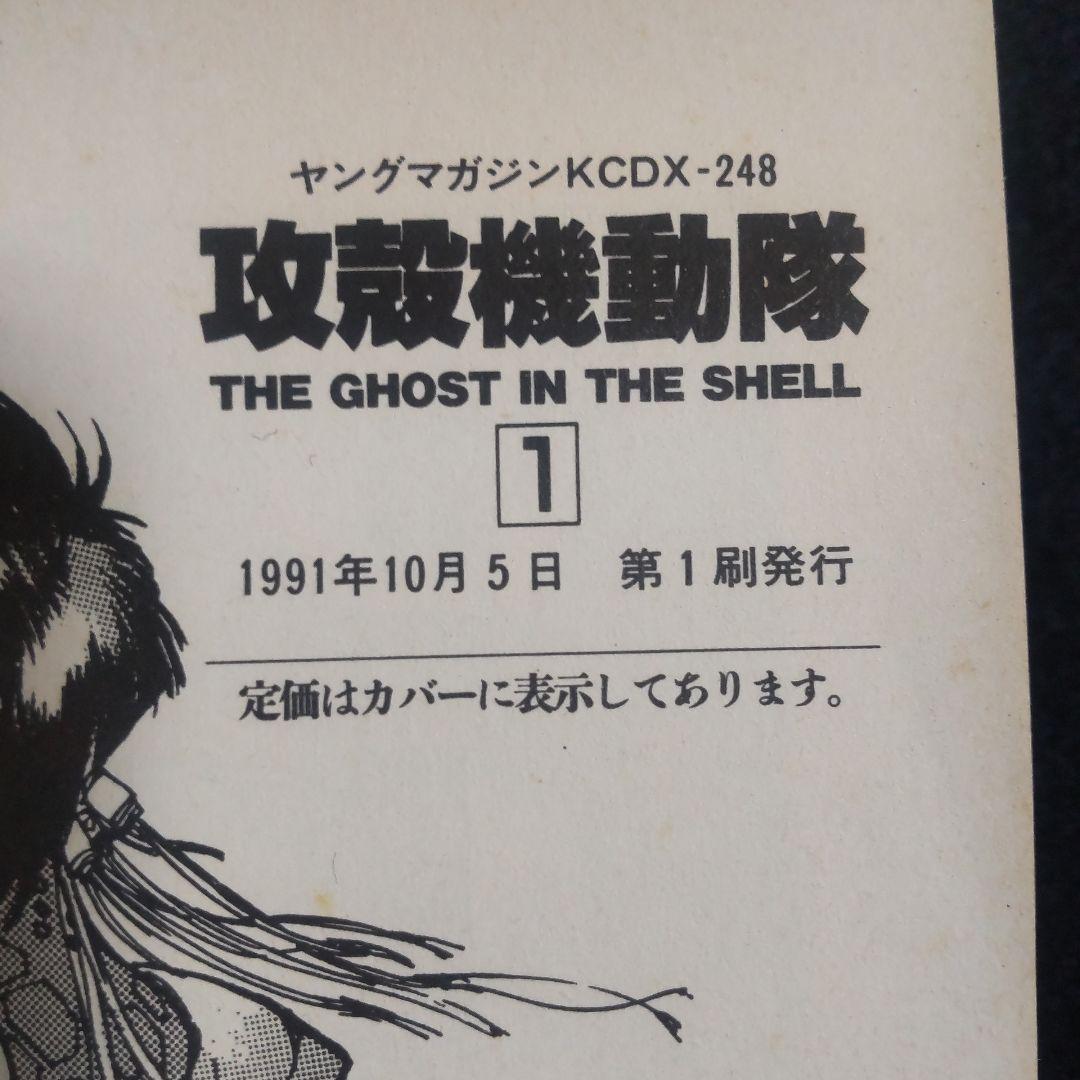 ヤングマガジンKCDX-248
攻殻機動隊
THE GHOST IN THE SHELL
1
1991年10月5日 第1刷発行
定価はカバーに表示してあります。